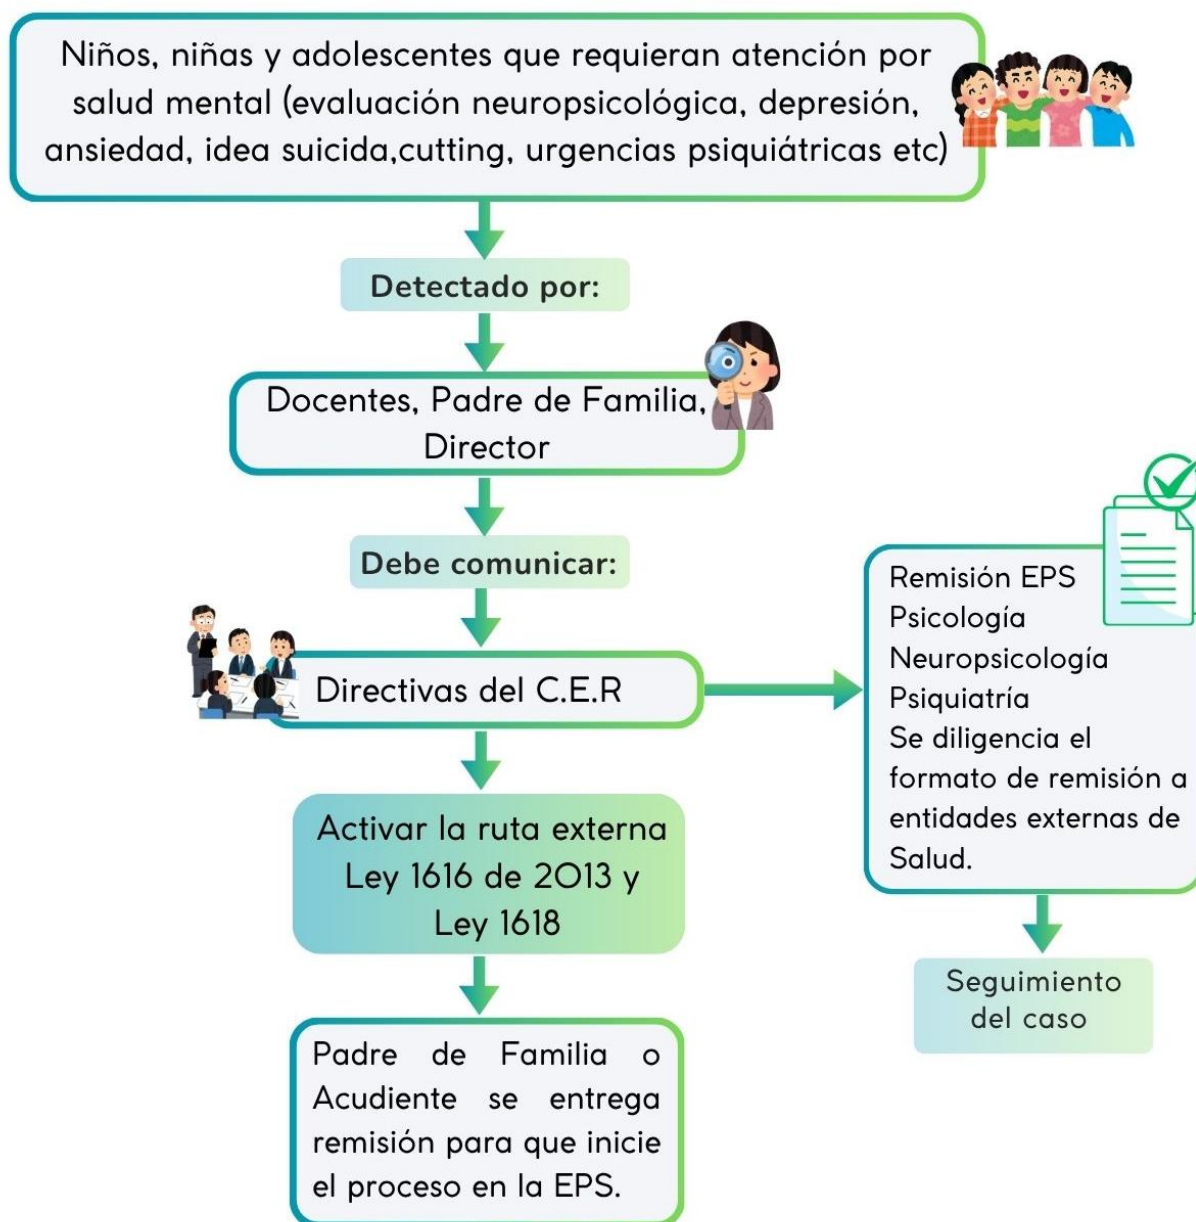 Niños, niñas y adolescentes que requieran atención por
salud mental (evaluación neuropsicológica, depresión,
ansiedad, idea suicida,cutting, urgencias psiquiátricas etc)
Detectado por:
Docentes, Padre de Familia,
Director
Debe comunicar:
Directivas del C.E.R
Remisión EPS
Psicología
Neuropsicología
Psiquiatría
Se diligencia el
formato de remisión a
entidades externas de
Salud.
Seguimiento
del caso
Activar la ruta externa
Ley 1616 de 2013 y
Ley 1618
Padre de Familia o
Acudiente se entrega
remisión para que inicie
el proceso en la EPS.